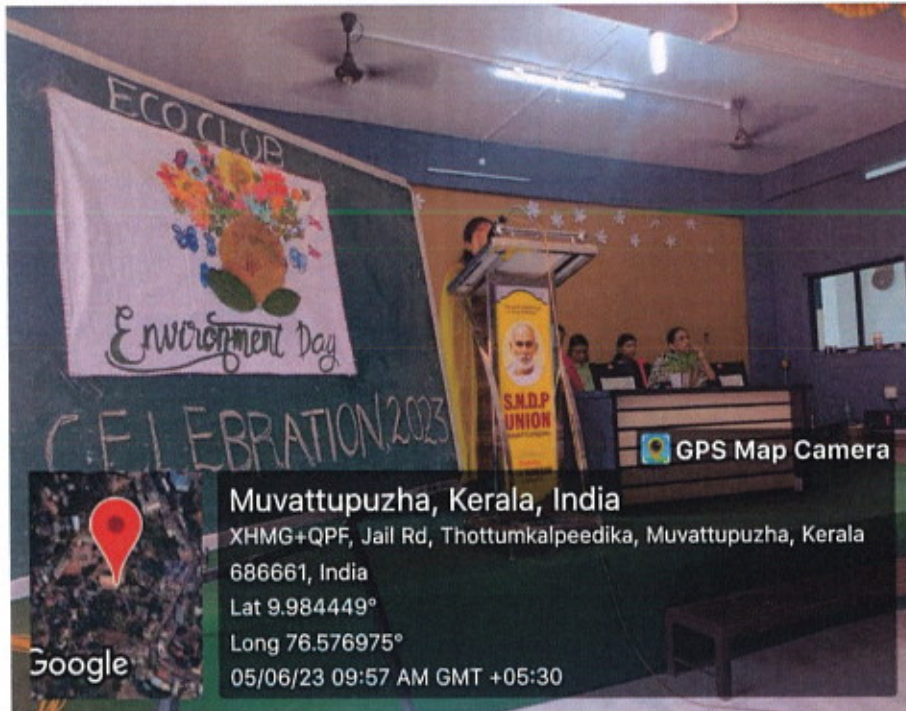 ECO CLUB
Environment Day
CELEBRATION 2023
S.N.D.P
UNION
GPS Map Camera
Muvattupuzha, Kerala, India
XHMG+QPF, Jail Rd, Thottumkalpeedika, Muvattupuzha, Kerala
686661, India
Lat 9.984449°
Long 76.576975°
05/06/23 09:57 AM GMT +05:30
Google